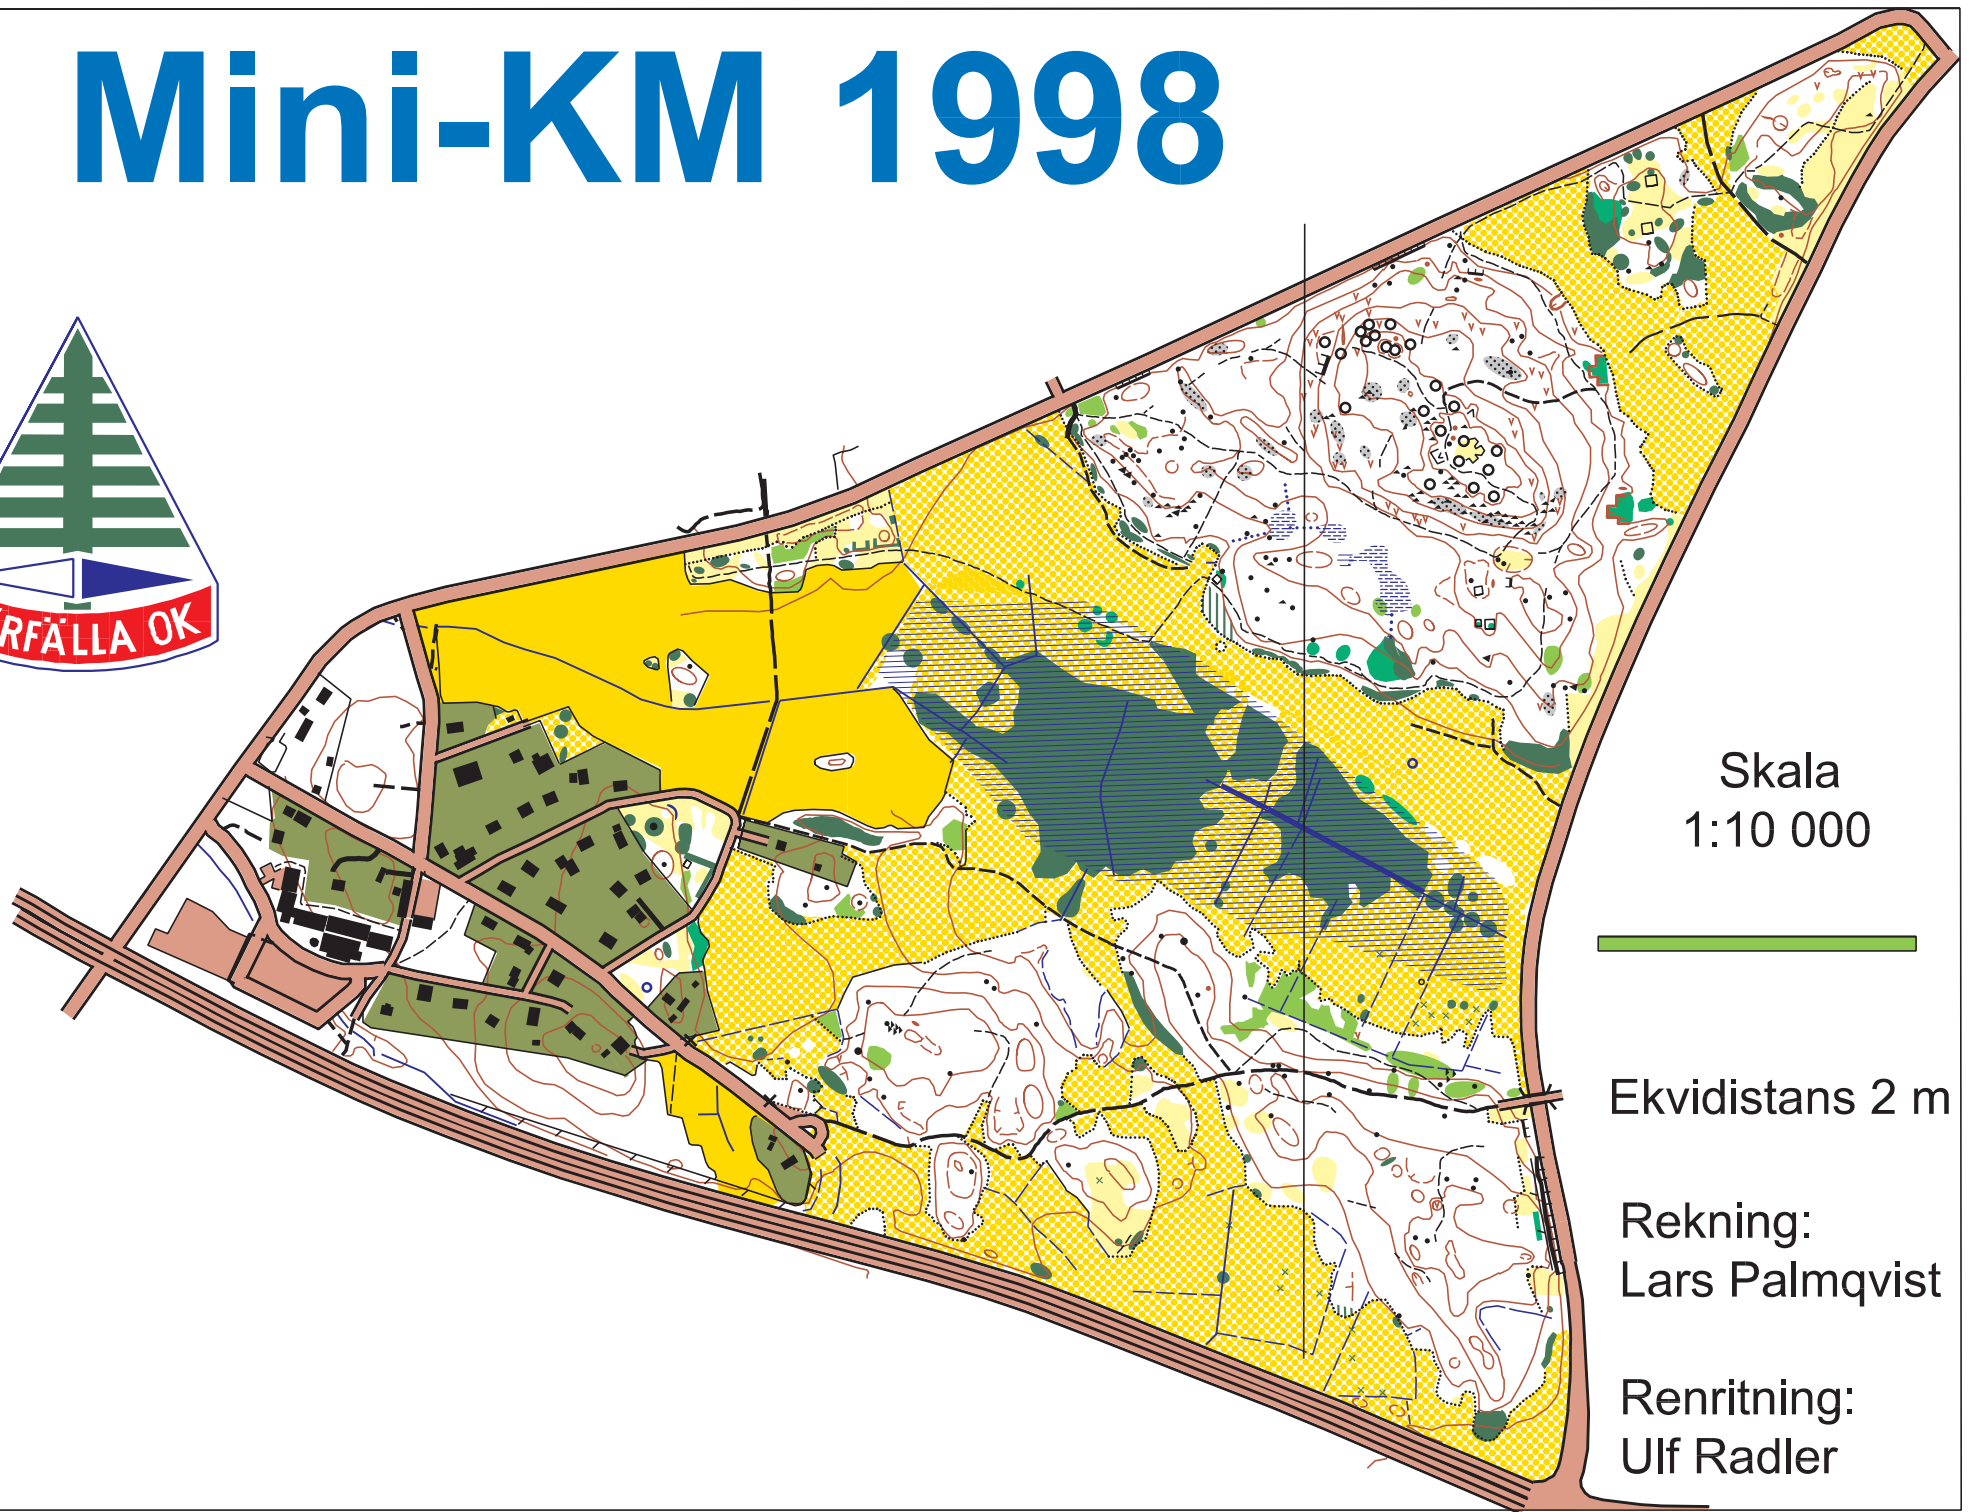 Mini-KM 1998
RFÄLLA OK
Skala
1:10 000
Ekvidistans 2 m
Rekning:
Lars Palmqvist
Renritning:
Ulf Radler